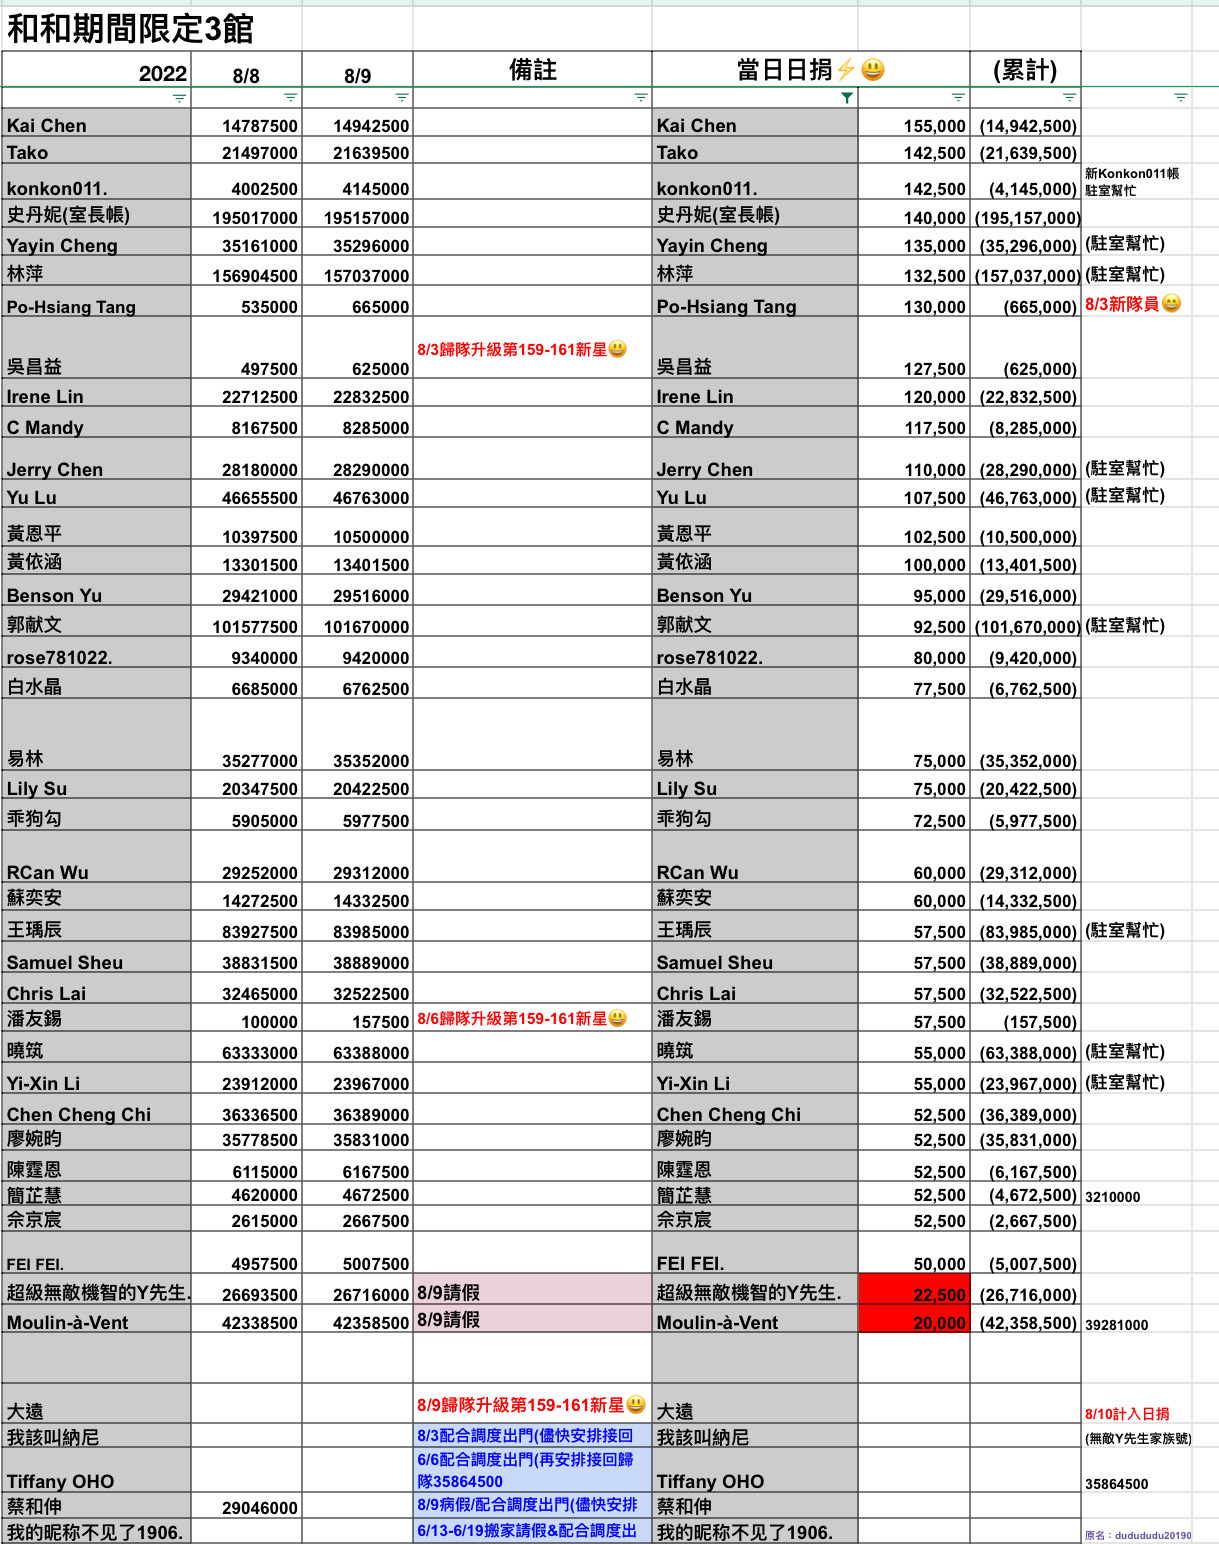 和和期間限定3館
2022 8/8 8/9 備註 當日日捐⚡😃 (累計)
Kai Chen 14787500 14942500 Kai Chen 155,000 (14,942,500)
Tako 21497000 21639500 Tako 142,500 (21,639,500)
新Konkon011帳
konkon011. 4002500 4145000 konkon011. 142,500 (4,145,000) 駐室幫忙
史丹妮(室長帳) 195017000 195157000 史丹妮(室長帳) 140,000 (195,157,000)
Yayin Cheng 35161000 35296000 Yayin Cheng 135,000 (35,296,000) (駐室幫忙)
林萍 156904500 157037000 林萍 132,500 (157,037,000) (駐室幫忙)
Po-Hsiang Tang 535000 665000 Po-Hsiang Tang 130,000 (665,000) 8/3新隊員😄
8/3歸隊升級第159-161新星😃
吳昌益 497500 625000 吳昌益 127,500 (625,000)
Irene Lin 22712500 22832500 Irene Lin 120,000 (22,832,500)
C Mandy 8167500 8285000 C Mandy 117,500 (8,285,000)
Jerry Chen 28180000 28290000 Jerry Chen 110,000 (28,290,000) (駐室幫忙)
Yu Lu 46655500 46763000 Yu Lu 107,500 (46,763,000) (駐室幫忙)
黃恩平 10397500 10500000 黃恩平 102,500 (10,500,000)
黃依涵 13301500 13401500 黃依涵 100,000 (13,401,500)
Benson Yu 29421000 29516000 Benson Yu 95,000 (29,516,000)
郭献文 101577500 101670000 郭献文 92,500 (101,670,000) (駐室幫忙)
rose781022. 9340000 9420000 rose781022. 80,000 (9,420,000)
白水晶 6685000 6762500 白水晶 77,500 (6,762,500)
易林 35277000 35352000 易林 75,000 (35,352,000)
Lily Su 20347500 20422500 Lily Su 75,000 (20,422,500)
乖狗勾 5905000 5977500 乖狗勾 72,500 (5,977,500)
RCan Wu 29252000 29312000 RCan Wu 60,000 (29,312,000)
蘇奕安 14272500 14332500 蘇奕安 60,000 (14,332,500)
王瑀辰 83927500 83985000 王瑀辰 57,500 (83,985,000) (駐室幫忙)
Samuel Sheu 38831500 38889000 Samuel Sheu 57,500 (38,889,000)
Chris Lai 32465000 32522500 Chris Lai 57,500 (32,522,500)
潘友錫 100000 157500 8/6歸隊升級第159-161新星😃 潘友錫 57,500 (157,500)
曉筑 63333000 63388000 曉筑 55,000 (63,388,000) (駐室幫忙)
Yi-Xin Li 23912000 23967000 Yi-Xin Li 55,000 (23,967,000) (駐室幫忙)
Chen Cheng Chi 36336500 36389000 Chen Cheng Chi 52,500 (36,389,000)
廖婉昀 35778500 35831000 廖婉昀 52,500 (35,831,000)
陳霆恩 6115000 6167500 陳霆恩 52,500 (6,167,500)
簡芷慧 4620000 4672500 簡芷慧 52,500 (4,672,500) 3210000
佘京宸 2615000 2667500 佘京宸 52,500 (2,667,500)
FEI FEI. 4957500 5007500 FEI FEI. 50,000 (5,007,500)
超級無敵機智的Y先生. 26693500 26716000 8/9請假 超級無敵機智的Y先生. 22,500 (26,716,000)
Moulin-à-Vent 42338500 42358500 8/9請假 Moulin-à-Vent 20,000 (42,358,500) 39281000
大遠 8/9歸隊升級第159-161新星😃 大遠 8/10計入日捐
我該叫納尼 8/3配合調度出門(儘快安排接回 我該叫納尼 (無敵Y先生家族號)
6/6配合調度出門(再安排接回歸
Tiffany OHO 隊35864500 Tiffany OHO 35864500
蔡和伸 29046000 8/9病假/配合調度出門(儘快安排 蔡和伸
我的昵称不见了1906. 6/13-6/19搬家請假&配合調度出 我的昵称不见了1906. 原名：dudududu20190